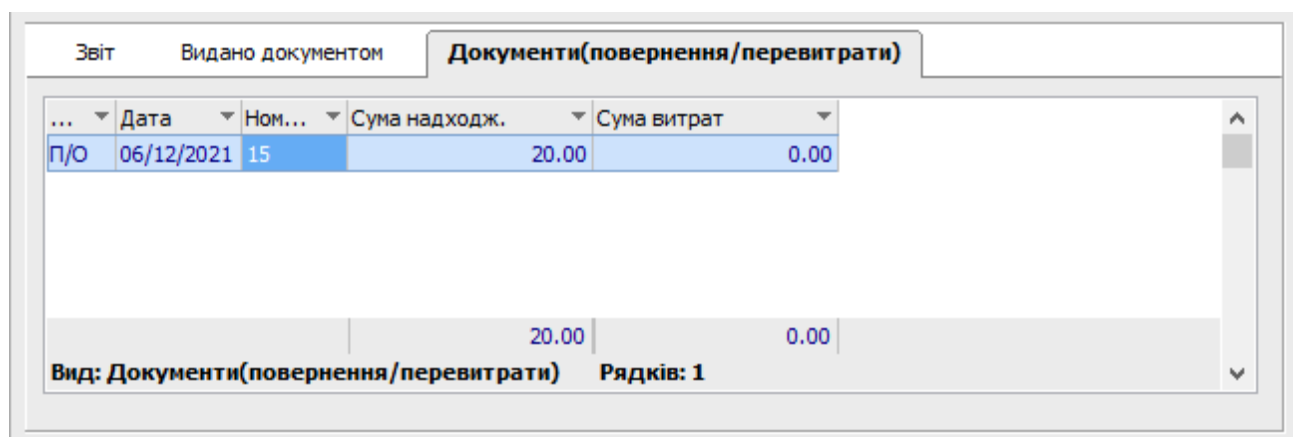 Звіт Видано документом Документи(повернення/перевитрати)
... Дата Ном... Сума надходж. Сума витрат
П/О 06/12/2021 15 20.00 0.00
20.00 0.00
Вид: Документи(повернення/перевитрати) Рядків: 1